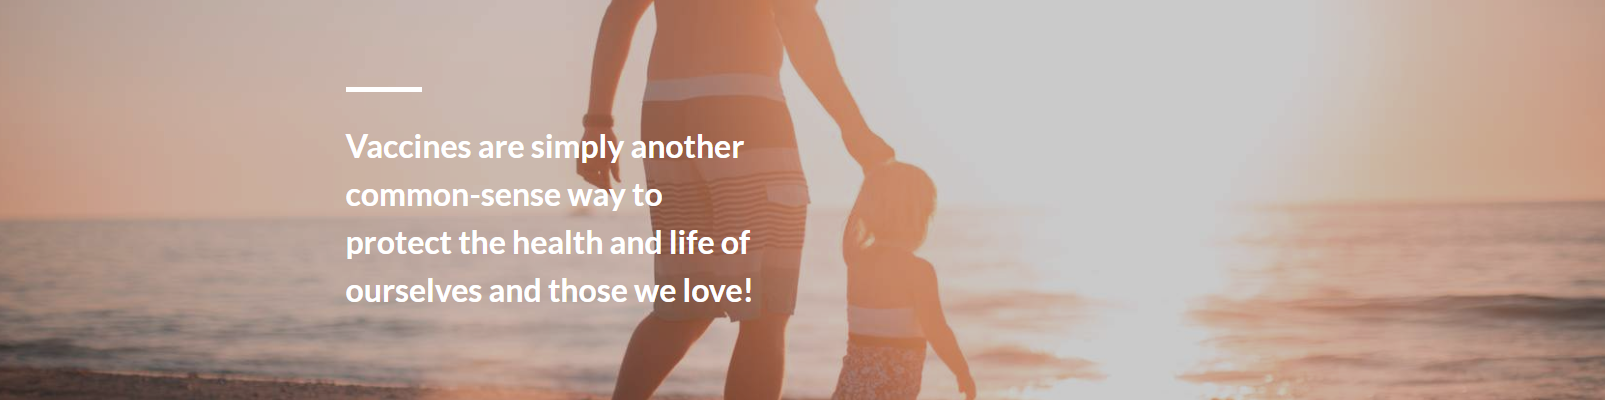 Vaccines are simply another
common-sense way to
protect the health and life of
ourselves and those we love!